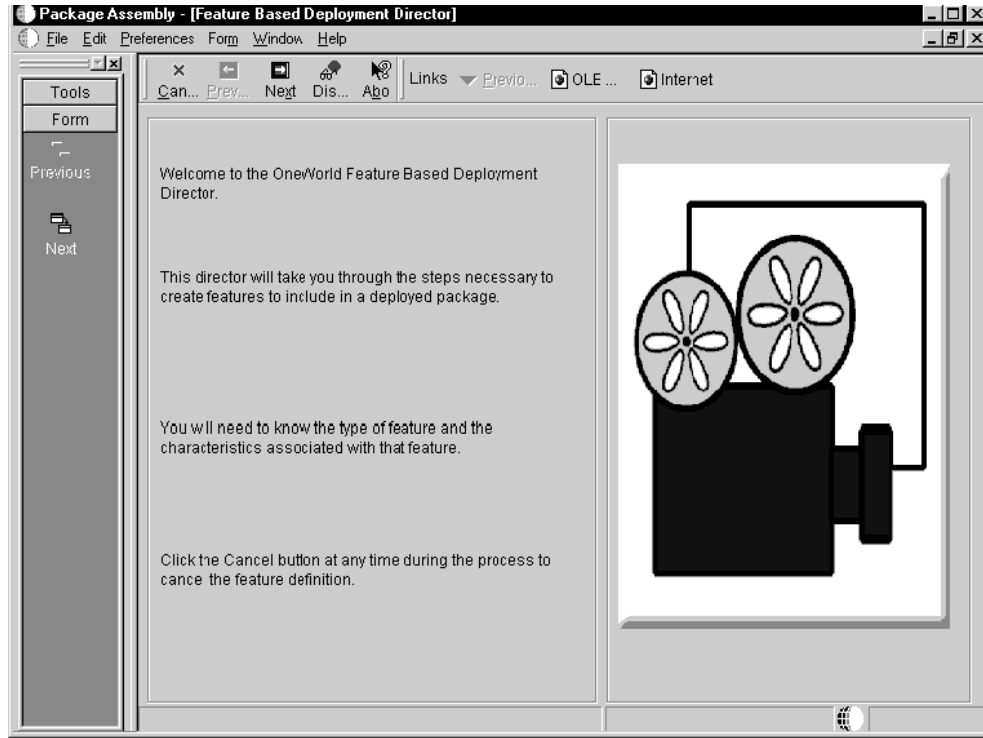 Package Assembly - [Feature Based Deployment Director]
File Edit Preferences Form Window Help
Can... Prev... Next Dis... Abo Links Previo... OLE ... Internet
Tools
Form
Previous
Next
Welcome to the OneWorld Feature Based Deployment
Director.
This director will take you through the steps necessary to
create features to include in a deployed package.
You will need to know the type of feature and the
characteristics associated with that feature.
Click the Cancel button at any time during the process to
cancel the feature definition.